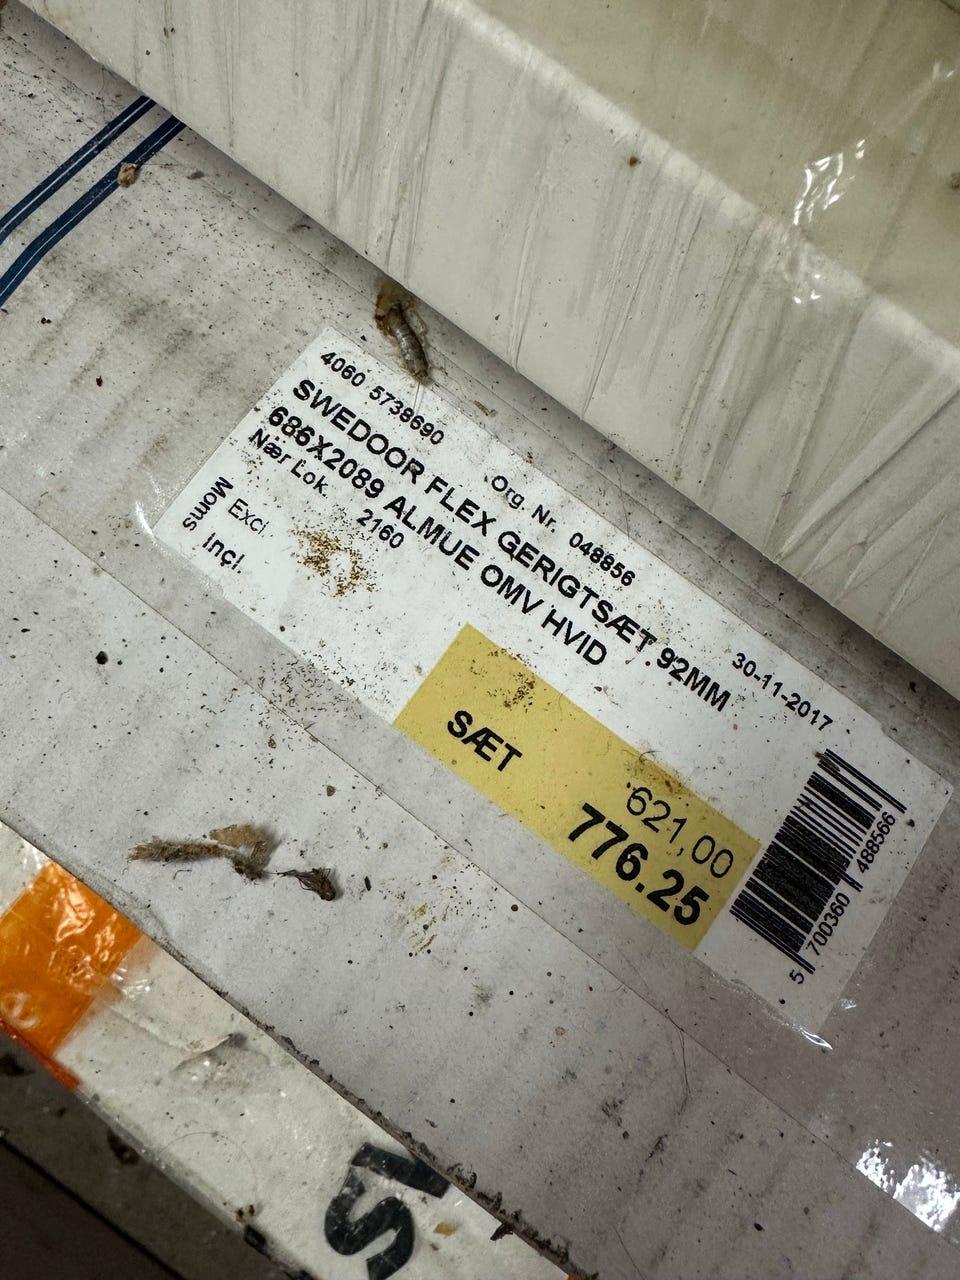 4060 5738690 Org. Nr. 048856 30-11-2017
SWEDOOR FLEX GERIGTSÆT 92MM
686X2089 ALMUE OMV HVID
Nær Lok. 2160
Moms Excl. 621,00
Incl. SÆT 776.25
5 700360 488566
ST
e